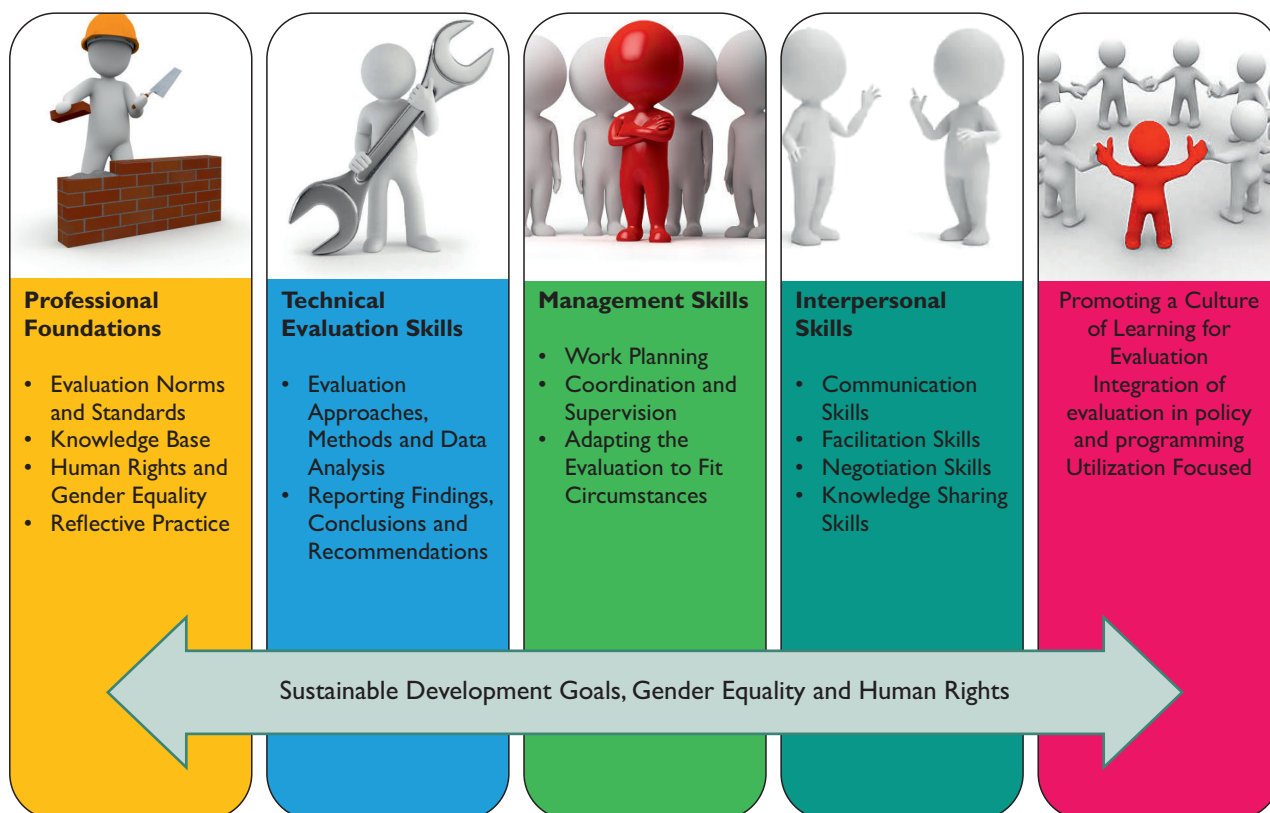 Professional
Foundations
• Evaluation Norms
and Standards
• Knowledge Base
• Human Rights and
Gender Equality
• Reflective Practice
Technical
Evaluation Skills
• Evaluation
Approaches,
Methods and Data
Analysis
• Reporting Findings,
Conclusions and
Recommendations
Management Skills
• Work Planning
• Coordination and
Supervision
• Adapting the
Evaluation to Fit
Circumstances
Interpersonal
Skills
• Communication
Skills
• Facilitation Skills
• Negotiation Skills
• Knowledge Sharing
Skills
Promoting a Culture
of Learning for
Evaluation
Integration of
evaluation in policy
and programming
Utilization Focused
Sustainable Development Goals, Gender Equality and Human Rights